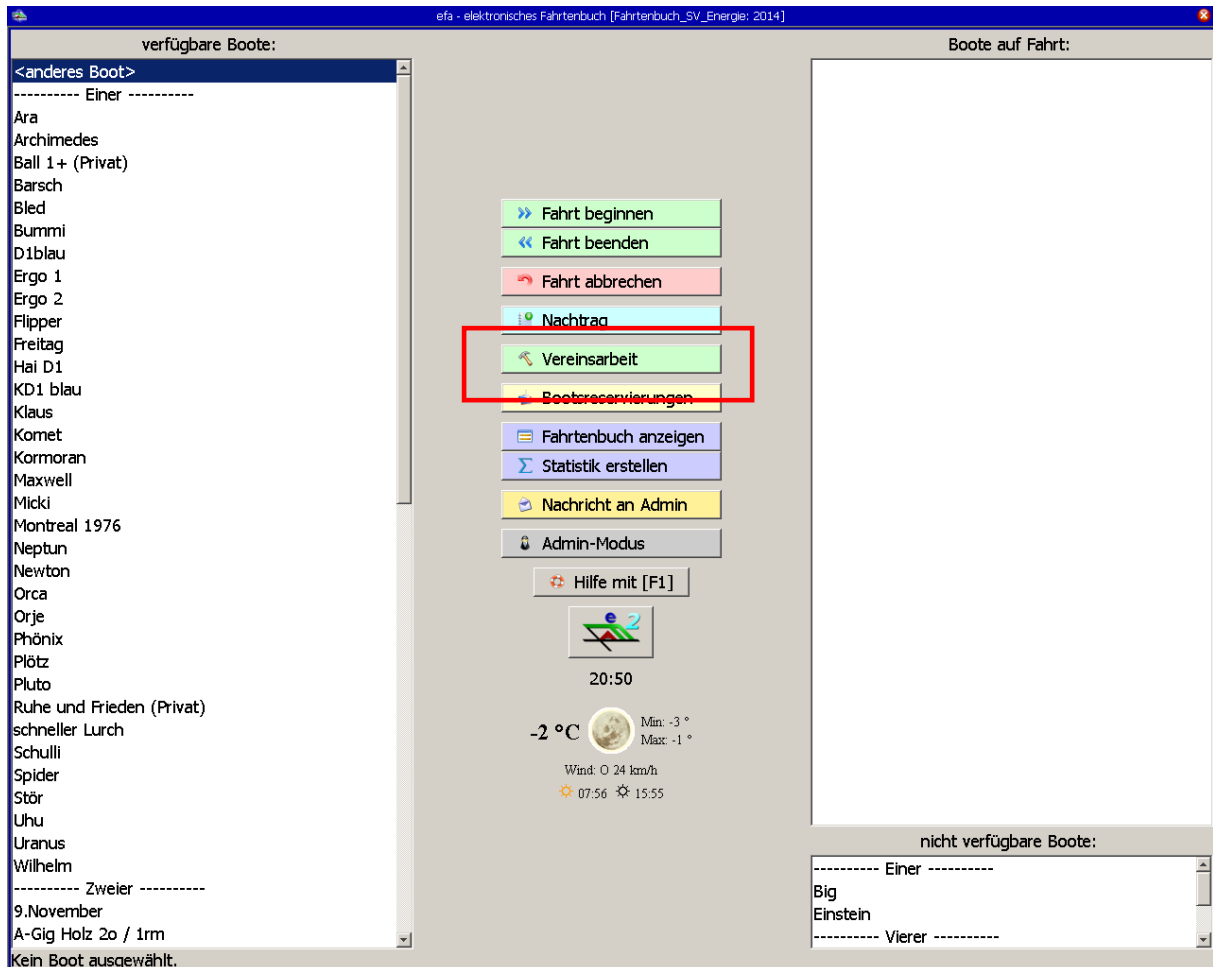 efa - elektronisches Fahrtenbuch [Fahrtenbuch_SV_Energie: 2014]
verfügbare Boote:
<anderes Boot>
---------- Einer ----------
Ara
Archimedes
Ball 1+ (Privat)
Barsch
Bled
Bummi
D1blau
Ergo 1
Ergo 2
Flipper
Freitag
Hai D1
KD1 blau
Klaus
Komet
Kormoran
Maxwell
Micki
Montreal 1976
Neptun
Newton
Orca
Orje
Phönix
Plötz
Pluto
Ruhe und Frieden (Privat)
schneller Lurch
Schulli
Spider
Stör
Uhu
Uranus
Wilhelm
---------- Zweier ----------
9.November
A-Gig Holz 2o / 1rm
Kein Boot ausgewählt.
Fahrt beginnen
Fahrt beenden
Fahrt abbrechen
Nachtrag
Vereinsarbeit
Bootsreservierungen
Fahrtenbuch anzeigen
Statistik erstellen
Nachricht an Admin
Admin-Modus
Hilfe mit [F1]
e 2
20:50
-2 °C
Min: -3 °
Max: -1 °
Wind: O 24 km/h
07:56 15:55
Boote auf Fahrt:
nicht verfügbare Boote:
---------- Einer ----------
Big
Einstein
---------- Vierer ----------